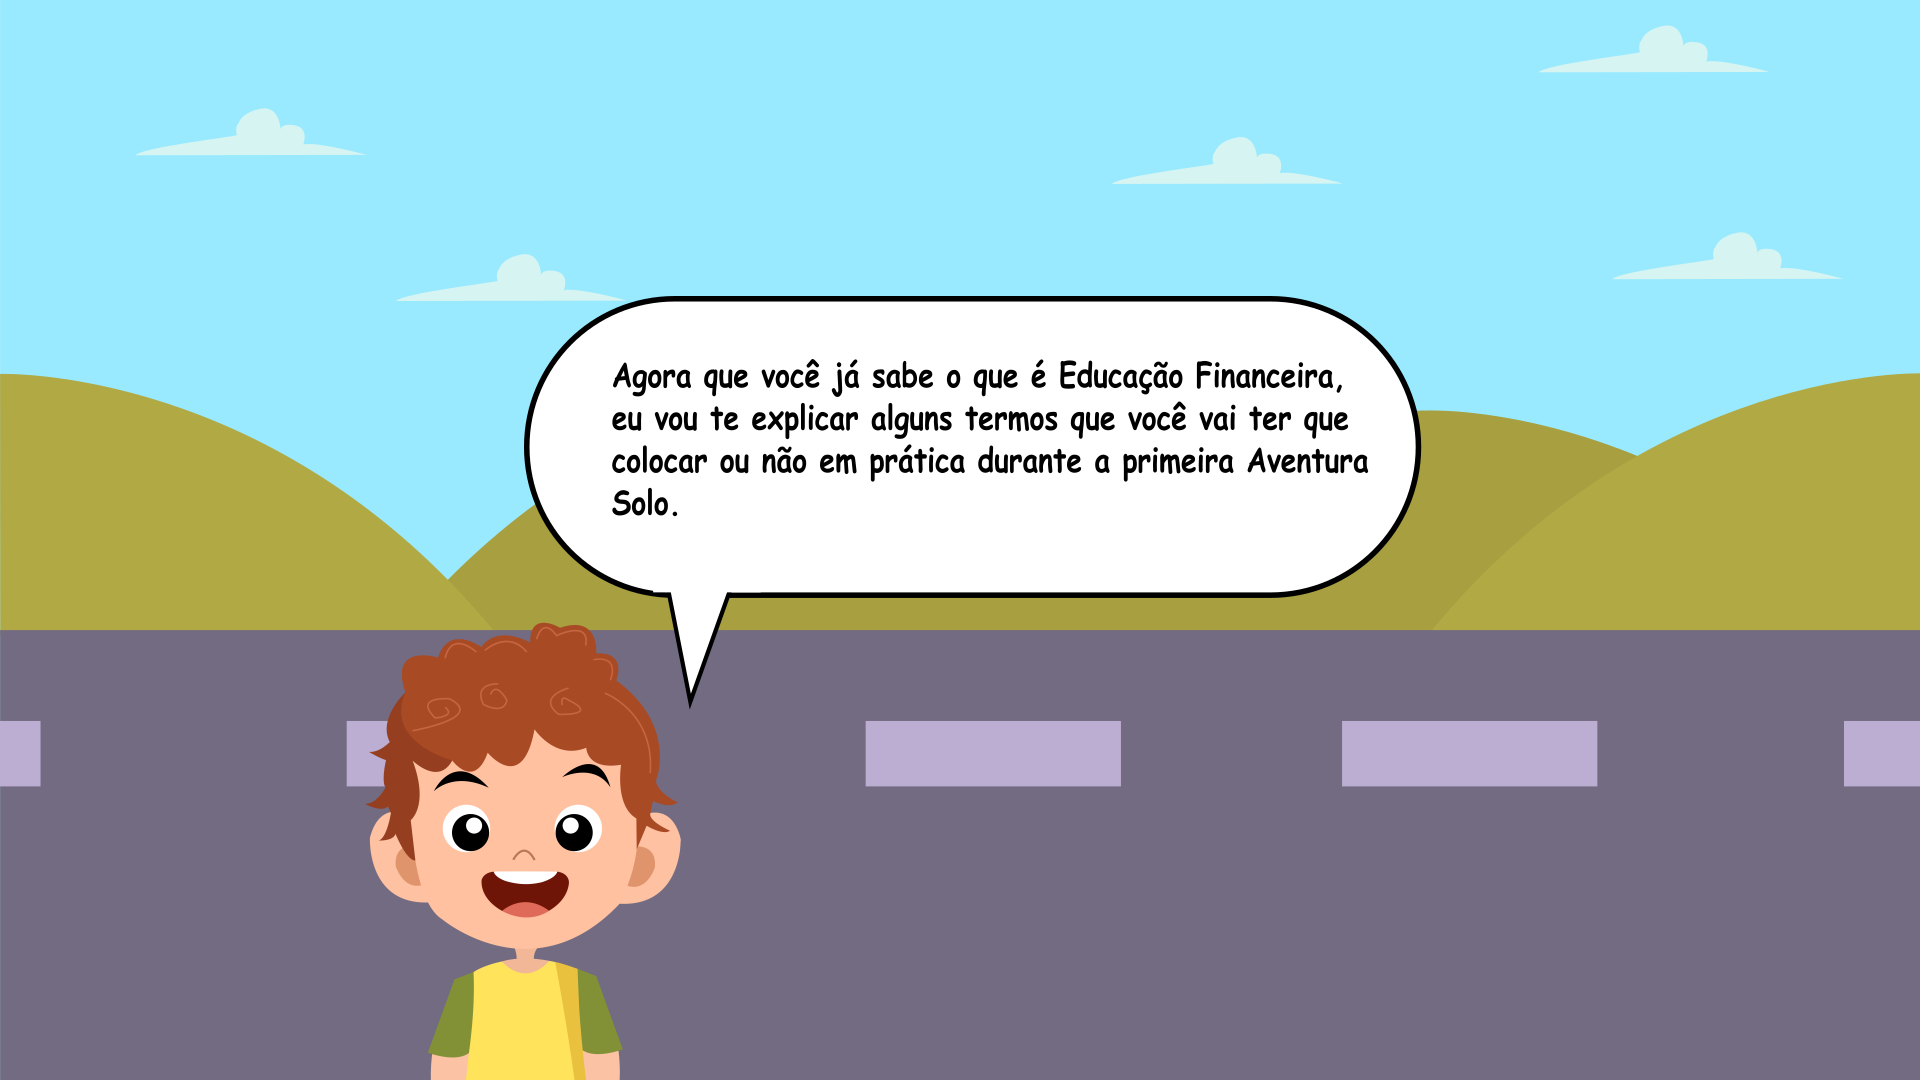 Agora que você já sabe o que é Educação Financeira,
eu vou te explicar alguns termos que você vai ter que
colocar ou não em prática durante a primeira Aventura
Solo.